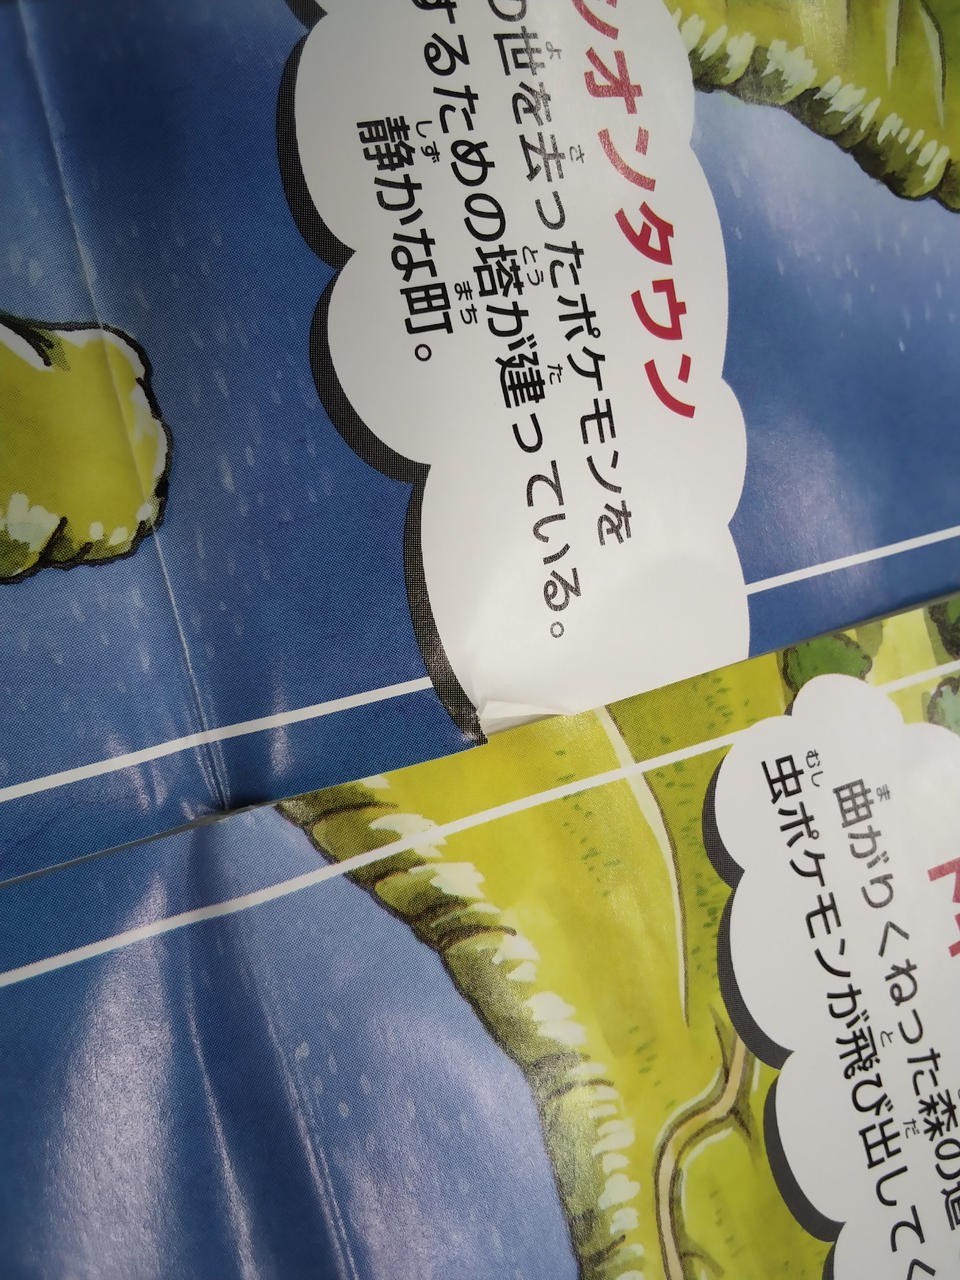 シオンタウン
の世を去ったポケモンを
するための塔が建っている。
静かな町。
曲がりくねった森の道
虫ポケモンが飛び出してく